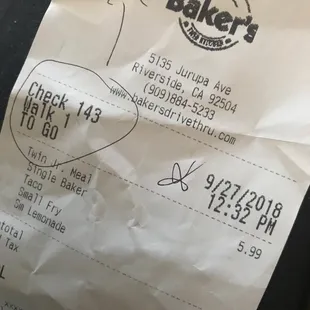 Baker's
TWIN KITCHEN
5135 Jurupa Ave
Riverside, CA 92504
(909)884-5233
www.bakersdrivethru.com
Check 143
Walk 1
TO GO
9/27/2018
12:32 PM
Twin Jr. Meal 5.99
Single Baker
Taco
Small Fry
Sm Lemonade
total
Tax